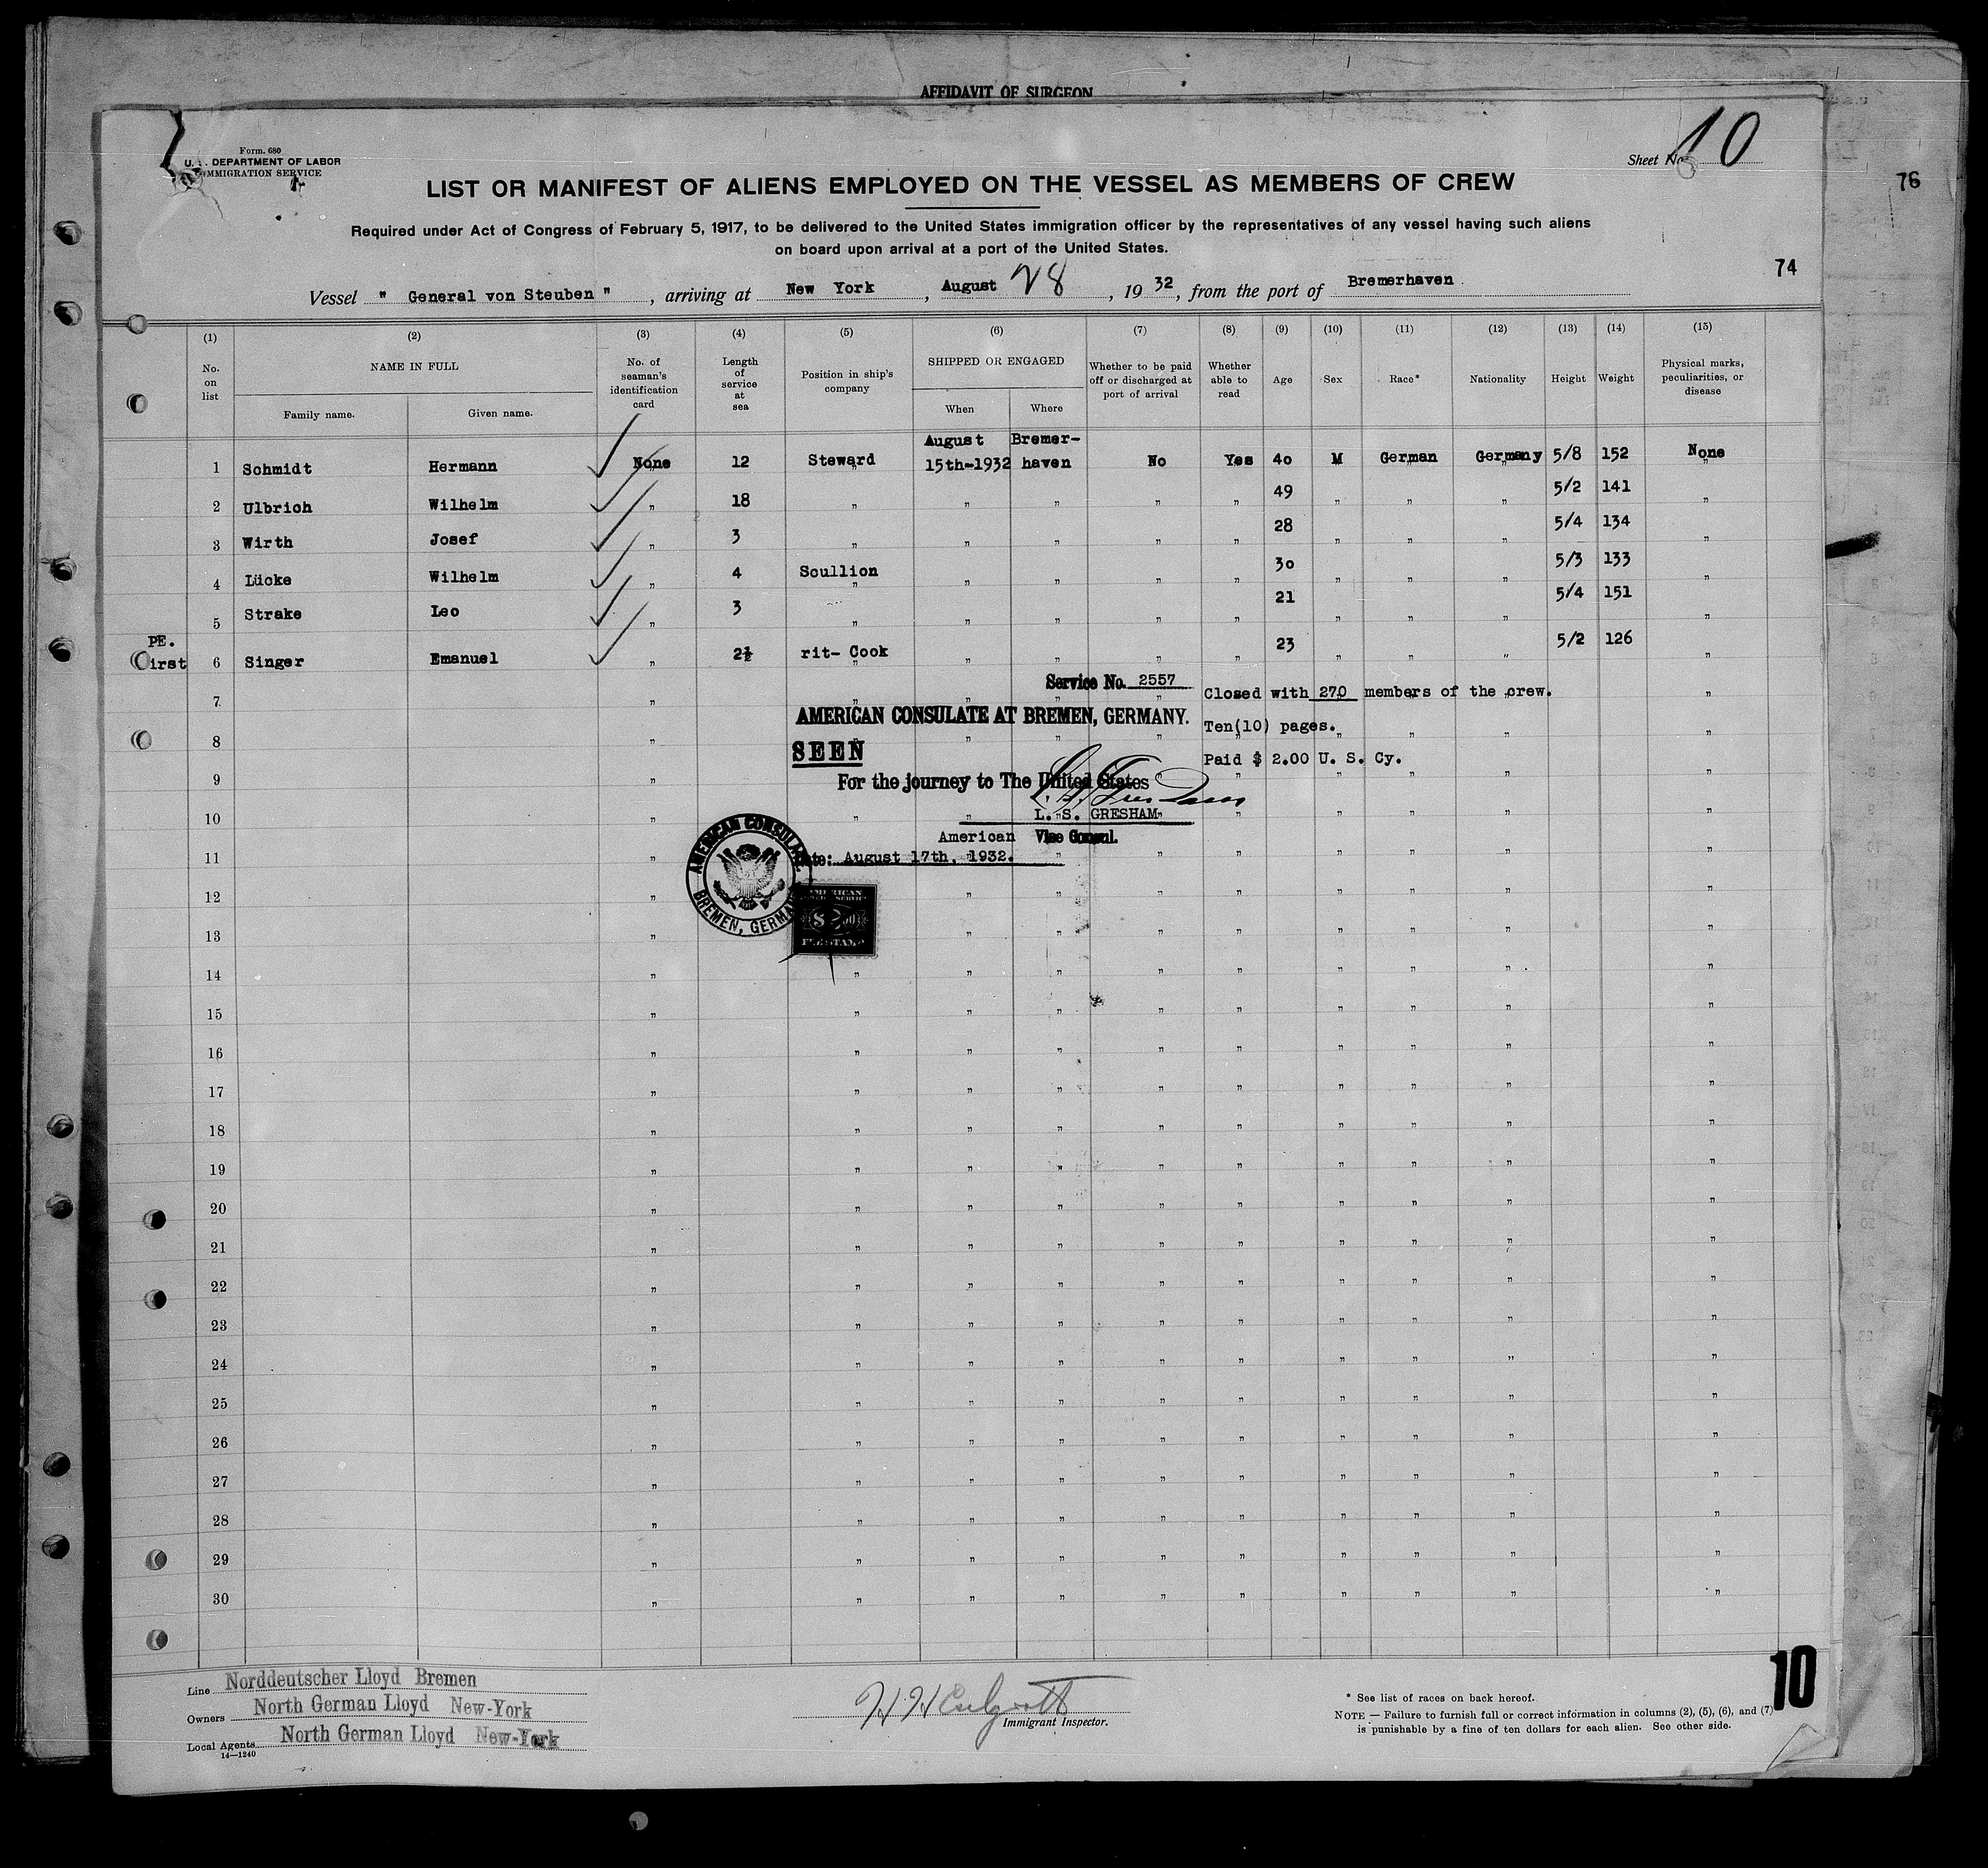 AFFIDAVIT OF SURGEON
Form. 680
U. S. DEPARTMENT OF LABOR
IMMIGRATION SERVICE
Sheet No. 10
76
LIST OR MANIFEST OF ALIENS EMPLOYED ON THE VESSEL AS MEMBERS OF CREW
Required under Act of Congress of February 5, 1917, to be delivered to the United States immigration officer by the representatives of any vessel having such aliens
on board upon arrival at a port of the United States.
74
Vessel " General von Steuben " , arriving at New York , August 28 , 1932, from the port of Bremerhaven
(1) (2) (3) (4) (5) (6) (7) (8) (9) (10) (11) (12) (13) (14) (15)
No. on list
NAME IN FULL
Family name. Given name.
No. of seaman's identification card
Length of service at sea
Position in ship's company
SHIPPED OR ENGAGED
When Where
Whether to be paid off or discharged at port of arrival
Whether able to read
Age Sex Race* Nationality Height Weight
Physical marks, peculiarities, or disease
August Bremer-
1 Schmidt Hermann None 12 Steward 15th-1932 haven No Yes 40 M German Germany 5/8 152 None
2 Ulbrich Wilhelm " 18 " " " " " 49 " " " 5/2 141 "
3 Wirth Josef " 3 " " " " " 28 " " " 5/4 134 "
4 Lücke Wilhelm " 4 Scullion " " " " 30 " " " 5/3 133 "
5 Strake Leo " 3 " " " " " 21 " " " 5/4 151 "
PE.
First 6 Singer Emanuel " 2½ rit- Cook " " " " 23 " " " 5/2 126 "
Service No. 2557
7 Closed with 270 members of the crew.
AMERICAN CONSULATE AT BREMEN, GERMANY.
8 Ten(10) pages.
SEEN
Paid $ 2.00 U. S. Cy.
9 For the journey to The United States
10 L. S. GRESHAM
American Vice Consul.
11 Date: August 17th, 1932.
AMERICAN CONSULATE
BREMEN, GERMANY
AMERICAN
FEE STAMP
12
13
14
15
16
17
18
19
20
21
22
23
24
25
26
27
28
29
30
Line Norddeutscher Lloyd Bremen
Owners North German Lloyd New-York
Local Agents North German Lloyd New-York
14—1240
Immigrant Inspector.
* See list of races on back hereof.
NOTE — Failure to furnish full or correct information in columns (2), (5), (6), and (7)
is punishable by a fine of ten dollars for each alien. See other side.
10